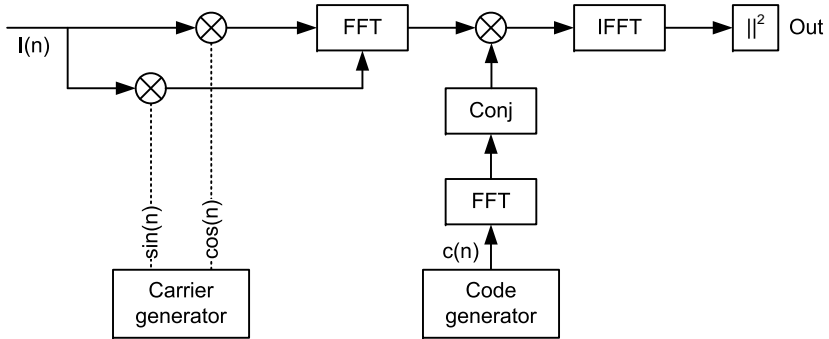 I(n)
FFT
IFFT
||²
Out
Conj
FFT
sin(n)
cos(n)
c(n)
Carrier
generator
Code
generator